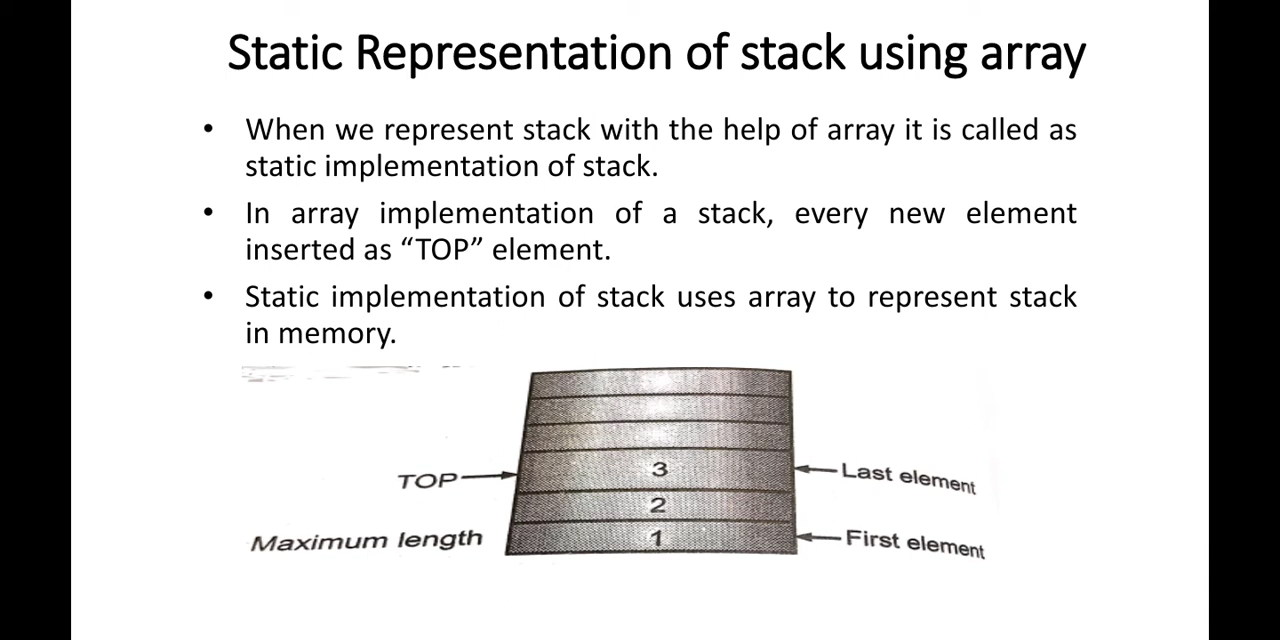 Static Representation of stack using array
• When we represent stack with the help of array it is called as
static implementation of stack.
• In array implementation of a stack, every new element
inserted as “TOP” element.
• Static implementation of stack uses array to represent stack
in memory.
3
TOP
Last element
2
1
Maximum length
First element